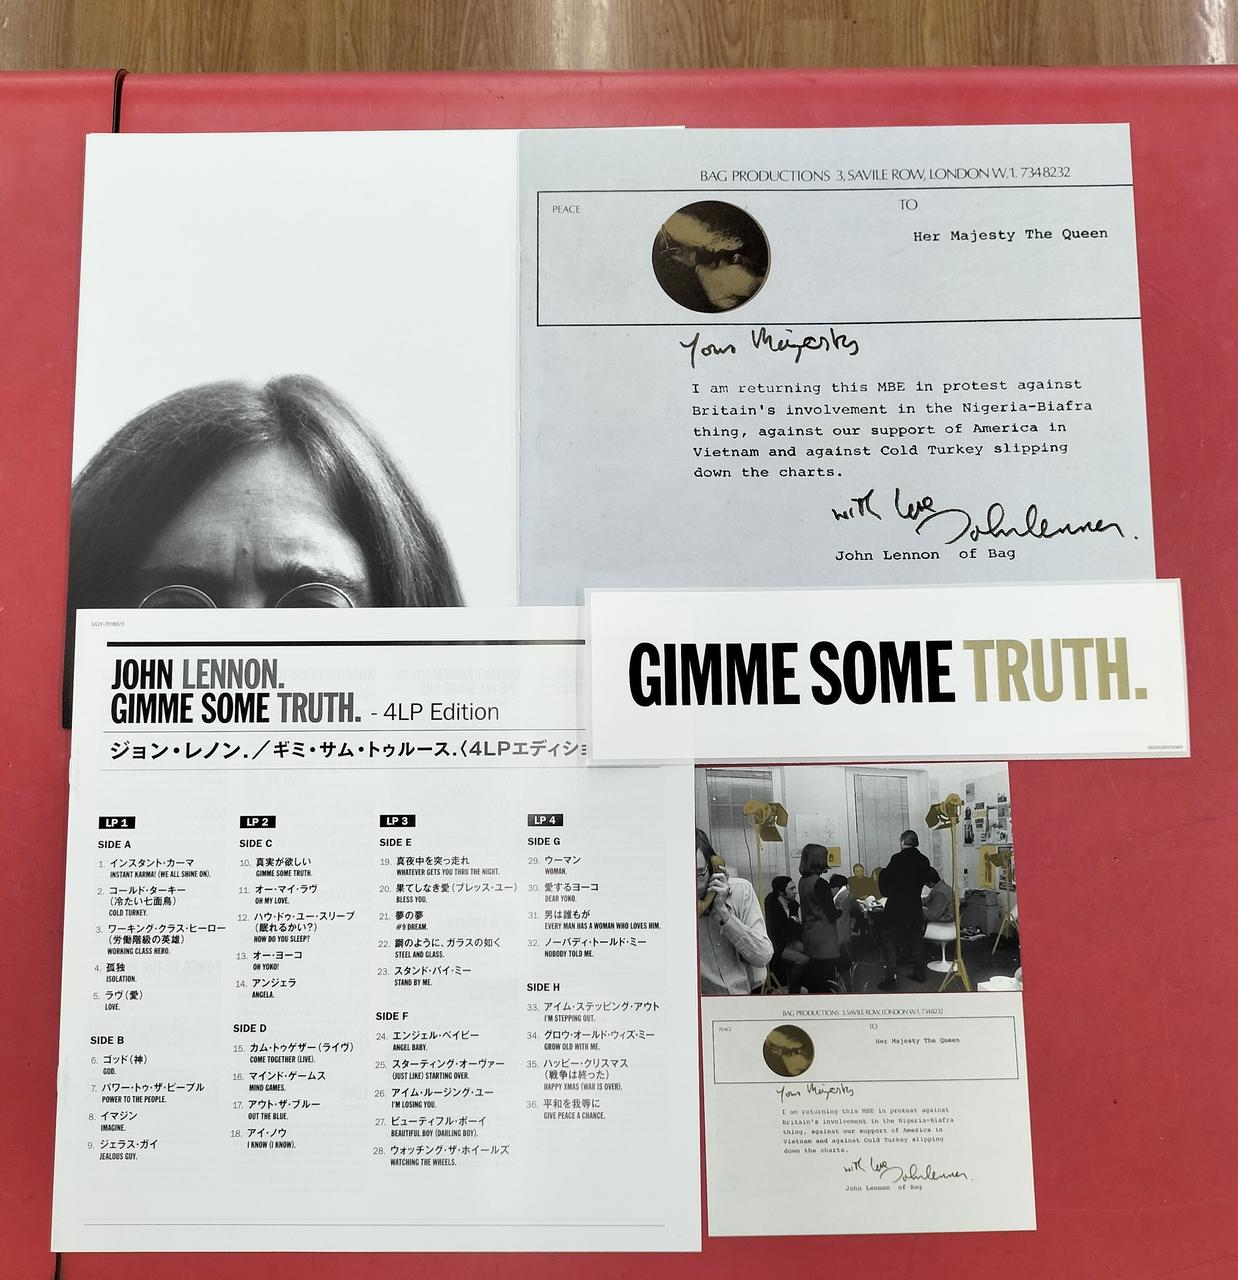 BAG PRODUCTIONS 3, SAVILE ROW, LONDON W.1. 7348232
PEACE
TO
Her Majesty The Queen
Your Majesty
I am returning this MBE in protest against
Britain's involvement in the Nigeria-Biafra
thing, against our support of America in
Vietnam and against Cold Turkey slipping
down the charts.
with love
John Lennon.
John Lennon of Bag
GIMME SOME TRUTH.
JOHN LENNON.
GIMME SOME TRUTH. - 4LP Edition
ジョン・レノン.／ギミ・サム・トゥルース.〈4LPエディショ
LP 1
SIDE A
1. インスタント・カーマ
INSTANT KARMA! (WE ALL SHINE ON).
2. コールド・ターキー
(冷たい七面鳥)
COLD TURKEY.
3. ワーキング・クラス・ヒーロー
(労働階級の英雄)
WORKING CLASS HERO.
4. 孤独
ISOLATION.
5. ラヴ(愛)
LOVE.
SIDE B
6. ゴッド(神)
GOD.
7. パワー・トゥ・ザ・ピープル
POWER TO THE PEOPLE.
8. イマジン
IMAGINE.
9. ジェラス・ガイ
JEALOUS GUY.
LP 2
SIDE C
10. 真実が欲しい
GIMME SOME TRUTH.
11. オー・マイ・ラヴ
OH MY LOVE.
12. ハウ・ドゥ・ユー・スリープ
(眠れるかい?)
HOW DO YOU SLEEP?
13. オー・ヨーコ
OH YOKO!
14. アンジェラ
ANGELA.
SIDE D
15. カム・トゥゲザー(ライヴ)
COME TOGETHER (LIVE).
16. マインド・ゲームス
MIND GAMES.
17. アウト・ザ・ブルー
OUT THE BLUE.
18. アイ・ノウ
I KNOW (I KNOW).
LP 3
SIDE E
19. 真夜中を突っ走れ
WHATEVER GETS YOU THRU THE NIGHT.
20. 果てしなき愛(ブレッス・ユー)
BLESS YOU.
21. 夢の夢
#9 DREAM.
22. 鋼のように、ガラスの如く
STEEL AND GLASS.
23. スタンド・バイ・ミー
STAND BY ME.
SIDE F
24. エンジェル・ベイビー
ANGEL BABY.
25. スターティング・オーヴァー
(JUST LIKE) STARTING OVER.
26. アイム・ルージング・ユー
I'M LOSING YOU.
27. ビューティフル・ボーイ
BEAUTIFUL BOY (DARLING BOY).
28. ウォッチング・ザ・ホイールズ
WATCHING THE WHEELS.
LP 4
SIDE G
29. ウーマン
WOMAN.
30. 愛するヨーコ
DEAR YOKO.
31. 男は誰もが
EVERY MAN HAS A WOMAN WHO LOVES HIM.
32. ノーバディ・トールド・ミー
NOBODY TOLD ME.
SIDE H
33. アイム・ステッピング・アウト
I'M STEPPING OUT.
34. グロウ・オールド・ウィズ・ミー
GROW OLD WITH ME.
35. ハッピー・クリスマス
(戦争は終った)
HAPPY XMAS (WAR IS OVER).
36. 平和を我等に
GIVE PEACE A CHANCE.
BAG PRODUCTIONS 3, SAVILE ROW, LONDON W.1. 7348232
PEACE
TO
Her Majesty The Queen
Your Majesty
I am returning this MBE in protest against
Britain's involvement in the Nigeria-Biafra
thing, against our support of America in
Vietnam and against Cold Turkey slipping
down the charts.
with love
John Lennon.
John Lennon of Bag